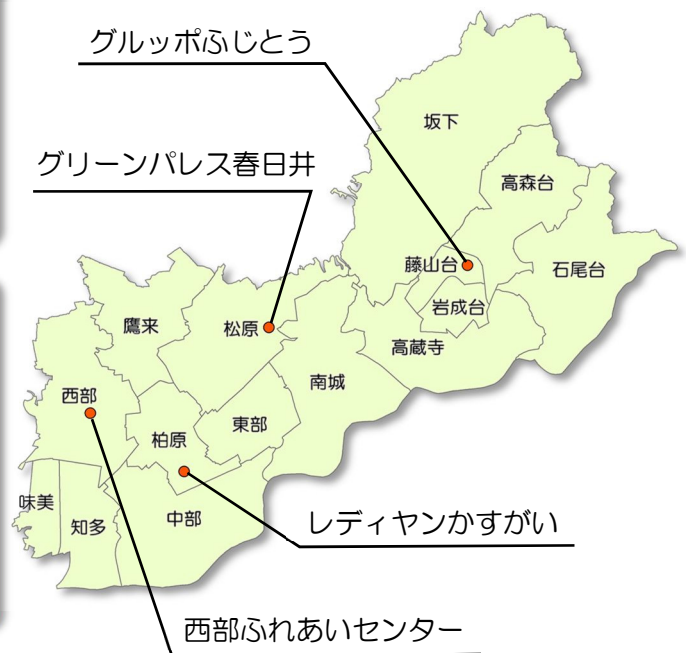 グルッポふじとう
坂下
グリーンパレス春日井
高森台
藤山台
石尾台
岩成台
鷹来
松原
高蔵寺
南城
西部
東部
柏原
味美
知多
中部
レディヤンかすがい
西部ふれあいセンター